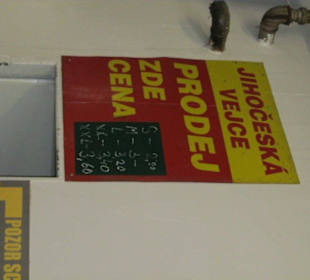 JIHOČESKÁ
VEJCE
PRODEJ
ZDE
CENA
S - 2,90
M - 3,-
L - 3,20
XL - 3,40
XXL - 3,60
POZOR